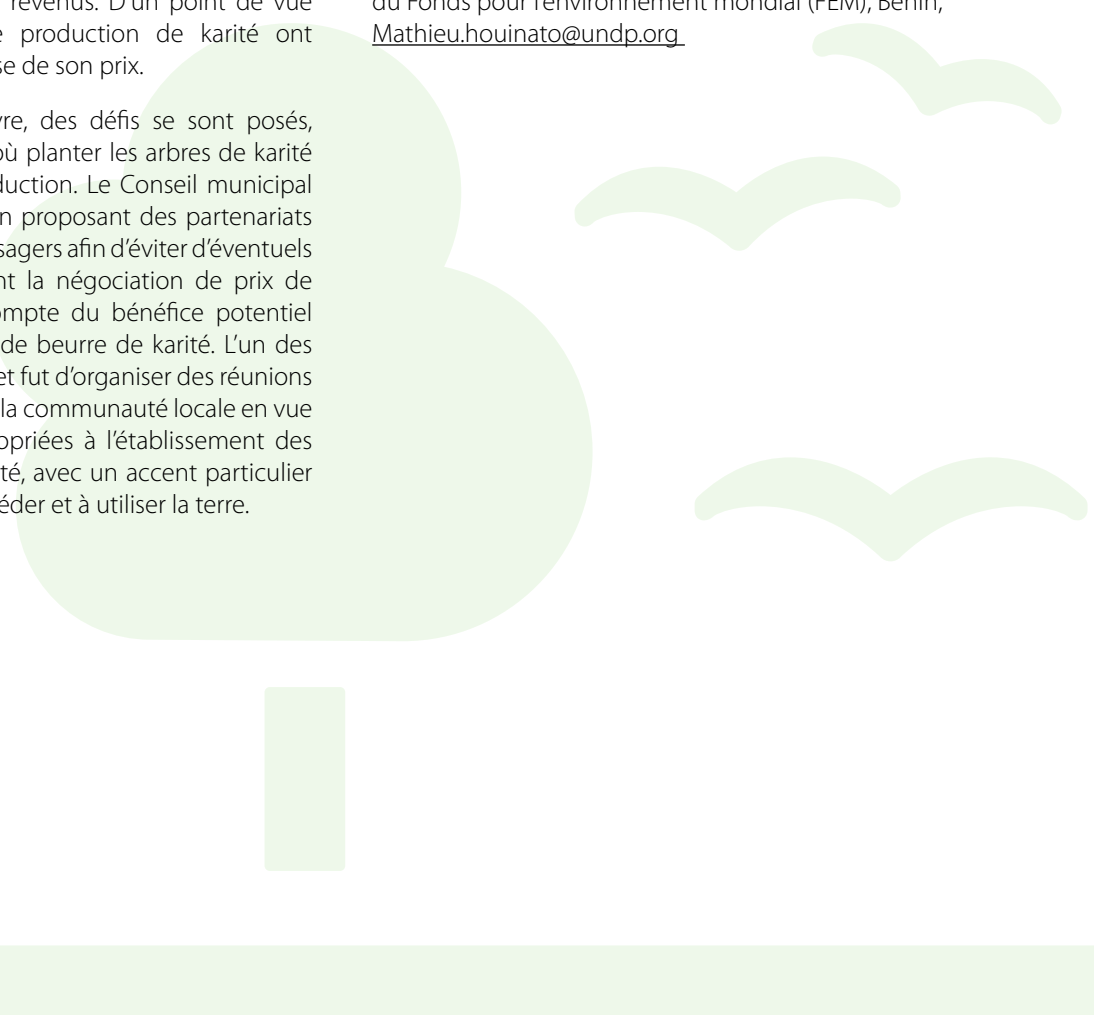 revenus. D'un point de vue
production de karité ont
se de son prix.
vre, des défis se sont posés,
où planter les arbres de karité
duction. Le Conseil municipal
n proposant des partenariats
sagers afin d'éviter d'éventuels
nt la négociation de prix de
ompte du bénéfice potentiel
de beurre de karité. L'un des
et fut d'organiser des réunions
la communauté locale en vue
opriées à l'établissement des
té, avec un accent particulier
éder et à utiliser la terre.
du Fonds pour l'environnement mondial (FEM), Bénin,
Mathieu.houinato@undp.org